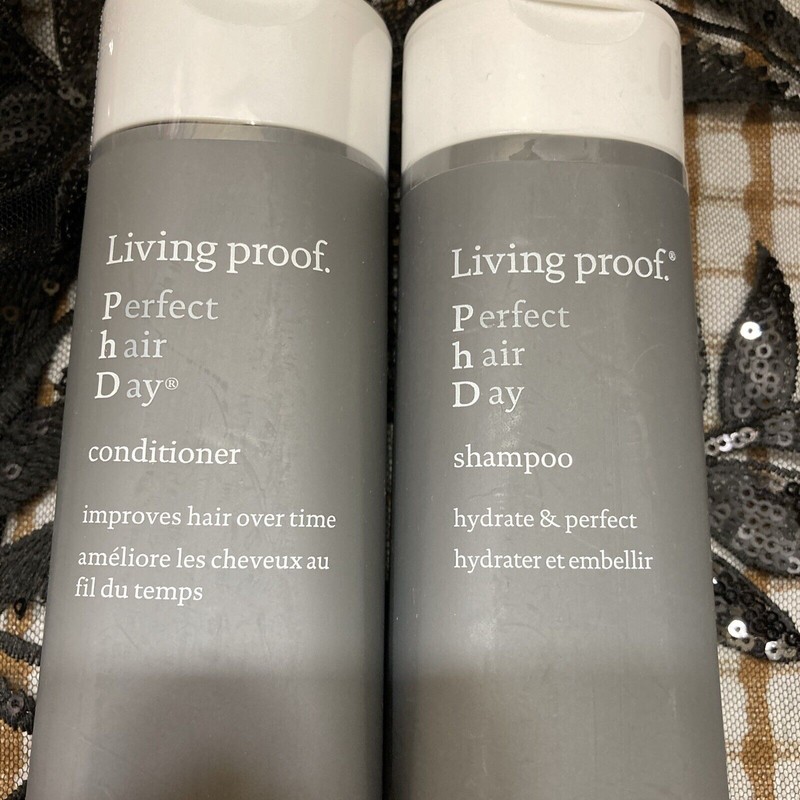 Living proof.
Perfect
hair
Day®
conditioner
improves hair over time
améliore les cheveux au
fil du temps
Living proof.®
Perfect
hair
Day
shampoo
hydrate & perfect
hydrater et embellir